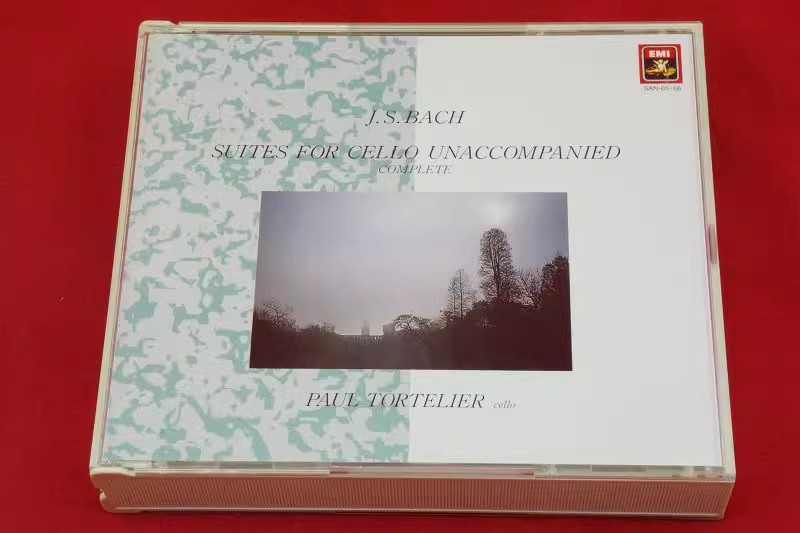 EMI
SAN-65·66
J.S.BACH
SUITES FOR CELLO UNACCOMPANIED
COMPLETE
PAUL TORTELIER cello